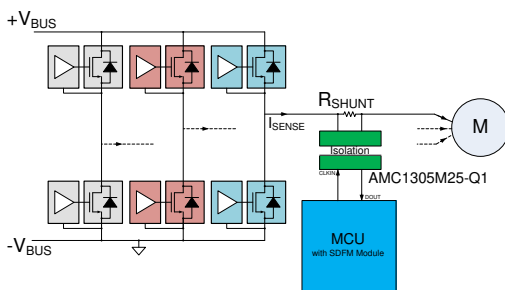 +VBUS
RSHUNT
ISENSE
M
Isolation
CLKIN
AMC1305M25-Q1
DOUT
MCU
with SDFM Module
-VBUS